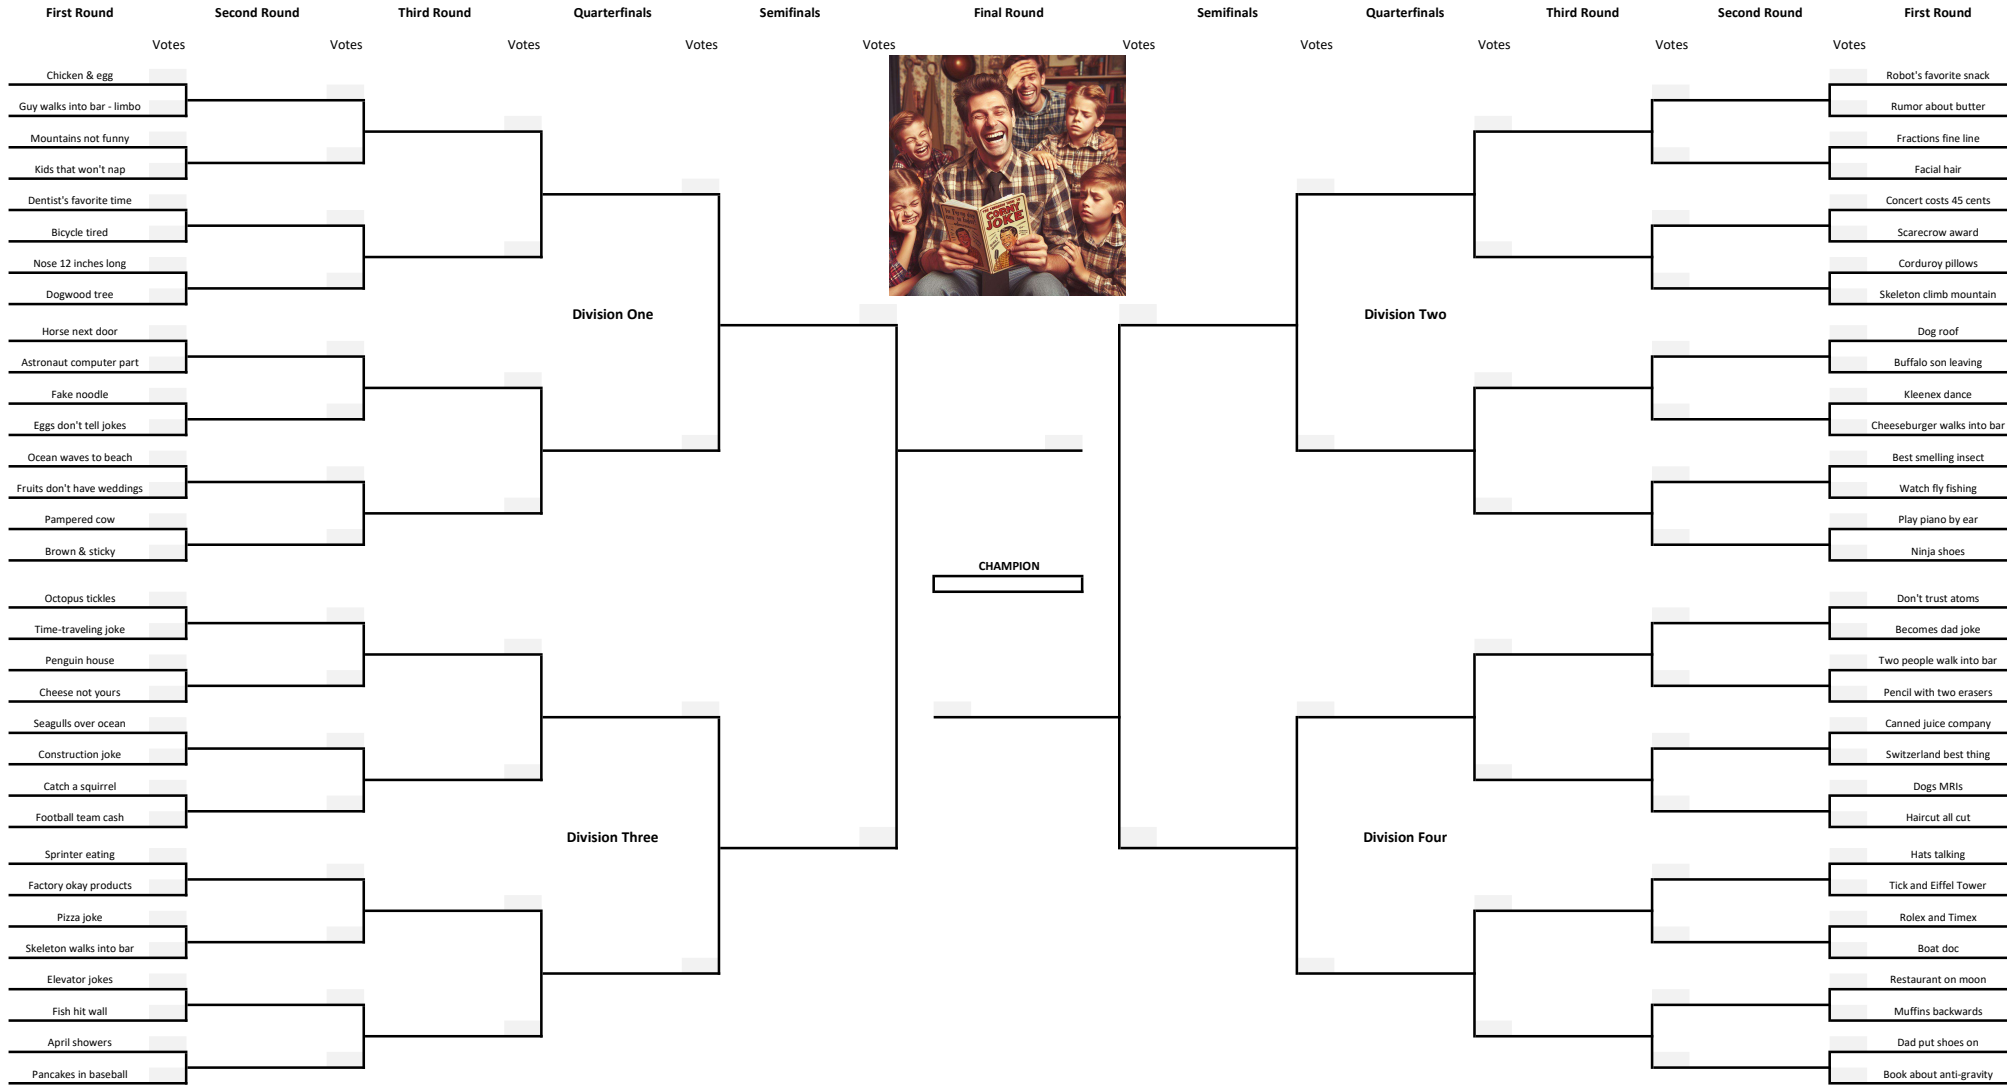 First Round Second Round Third Round Quarterfinals Semifinals Final Round Semifinals Quarterfinals Third Round Second Round First Round
Votes Votes Votes Votes Votes Votes Votes Votes Votes Votes
Chicken & egg
Guy walks into bar - limbo
Mountains not funny
Kids that won't nap
Dentist's favorite time
Bicycle tired
Nose 12 inches long
Dogwood tree
Horse next door
Astronaut computer part
Fake noodle
Eggs don't tell jokes
Ocean waves to beach
Fruits don't have weddings
Pampered cow
Brown & sticky
Division One
Octopus tickles
Time-traveling joke
Penguin house
Cheese not yours
Seagulls over ocean
Construction joke
Catch a squirrel
Football team cash
Sprinter eating
Factory okay products
Pizza joke
Skeleton walks into bar
Elevator jokes
Fish hit wall
April showers
Pancakes in baseball
Division Three
CORNY
JOKE
CHAMPION
Robot's favorite snack
Rumor about butter
Fractions fine line
Facial hair
Concert costs 45 cents
Scarecrow award
Corduroy pillows
Skeleton climb mountain
Dog roof
Buffalo son leaving
Kleenex dance
Cheeseburger walks into bar
Best smelling insect
Watch fly fishing
Play piano by ear
Ninja shoes
Division Two
Don't trust atoms
Becomes dad joke
Two people walk into bar
Pencil with two erasers
Canned juice company
Switzerland best thing
Dogs MRIs
Haircut all cut
Hats talking
Tick and Eiffel Tower
Rolex and Timex
Boat doc
Restaurant on moon
Muffins backwards
Dad put shoes on
Book about anti-gravity
Division Four